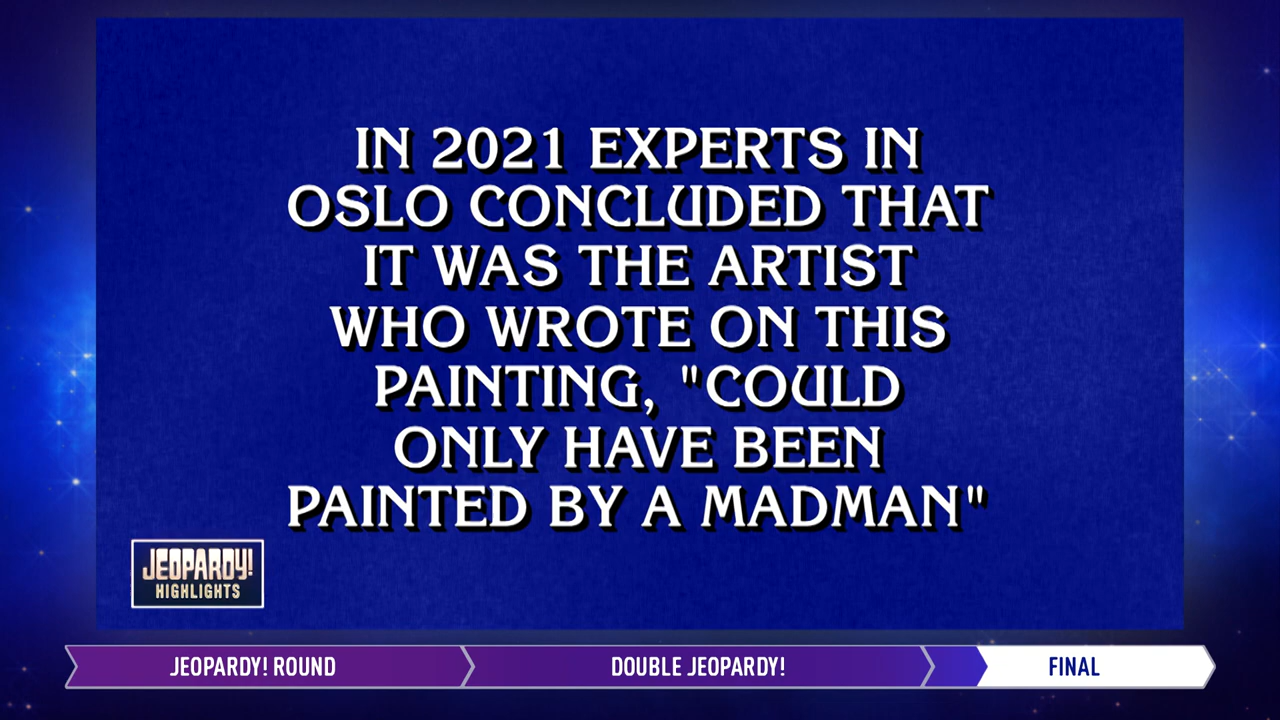 IN 2021 EXPERTS IN
OSLO CONCLUDED THAT
IT WAS THE ARTIST
WHO WROTE ON THIS
PAINTING, "COULD
ONLY HAVE BEEN
PAINTED BY A MADMAN"
JEOPARDY!
HIGHLIGHTS
JEOPARDY! ROUND
DOUBLE JEOPARDY!
FINAL